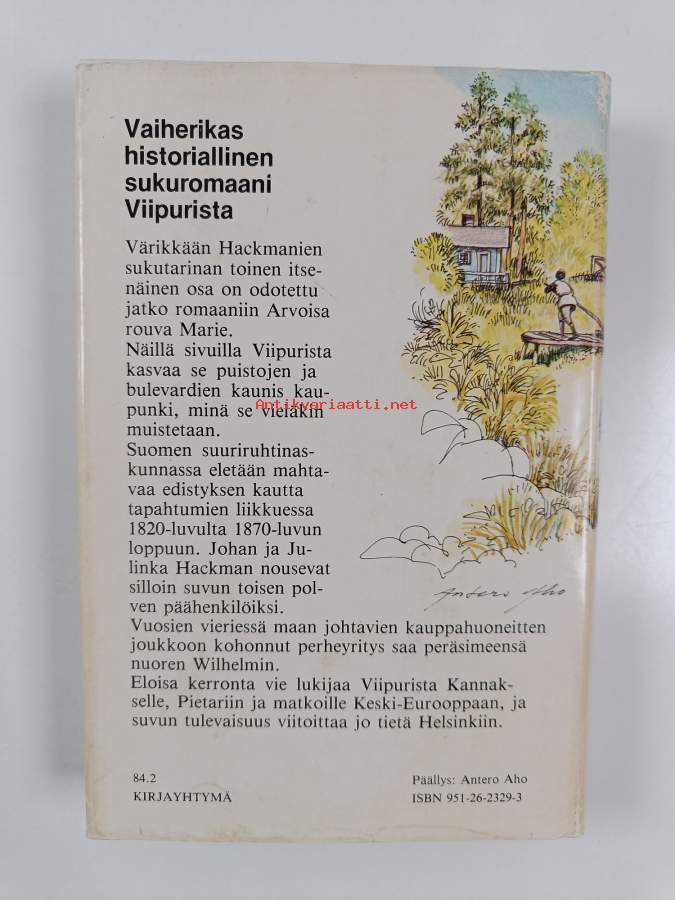 Vaiherikas
historiallinen
sukuromaani
Viipurista
Värikkään Hackmanien
sukutarinan toinen itse-
näinen osa on odotettu
jatko romaaniin Arvoisa
rouva Marie.
Näillä sivuilla Viipurista
kasvaa se puistojen ja
bulevardien kaunis kau-
punki, minä se vieläkin
Antikvariaatti.net
muistetaan.
Suomen suuriruhtinas-
kunnassa eletään mahta-
vaa edistyksen kautta
tapahtumien liikkuessa
1820-luvulta 1870-luvun
loppuun. Johan ja Ju-
linka Hackman nousevat
silloin suvun toisen pol-
ven päähenkilöiksi.
Antero Aho
Vuosien vieriessä maan johtavien kauppahuoneitten
joukkoon kohonnut perheyritys saa peräsimeensä
nuoren Wilhelmin.
Eloisa kerronta vie lukijaa Viipurista Kannak-
selle, Pietariin ja matkoille Keski-Eurooppaan, ja
suvun tulevaisuus viitoittaa jo tietä Helsinkiin.
84.2
KIRJAYHTYMÄ
Päällys: Antero Aho
ISBN 951-26-2329-3